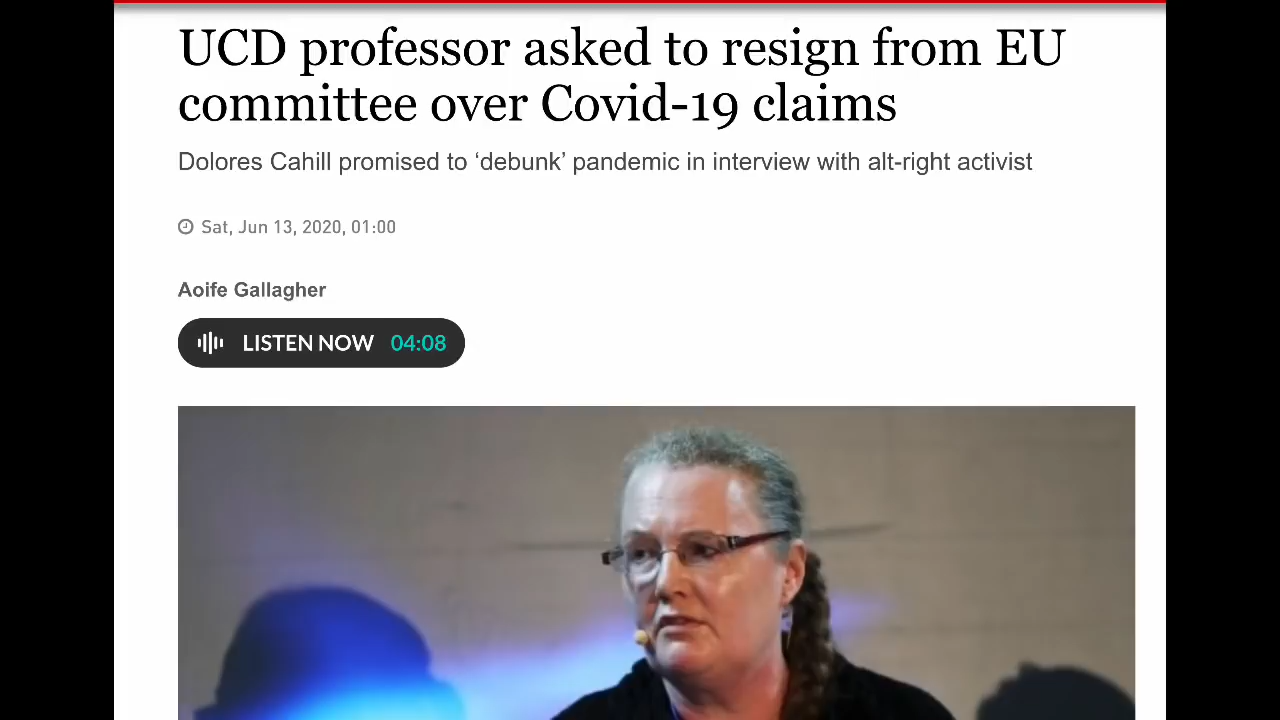 UCD professor asked to resign from EU
committee over Covid-19 claims
Dolores Cahill promised to ‘debunk’ pandemic in interview with alt-right activist
Sat, Jun 13, 2020, 01:00
Aoife Gallagher
LISTEN NOW 04:08